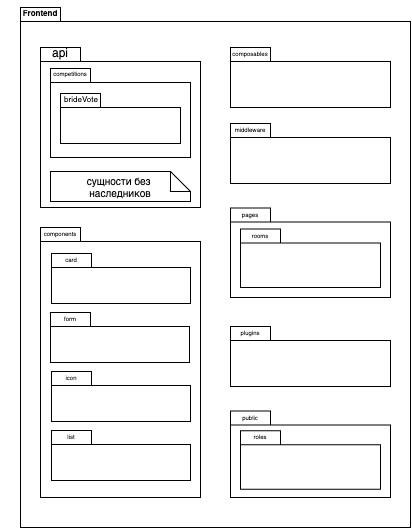 Frontend
api
competitions
brideVote
сущности без
наследников
components
card
form
icon
list
composables
middleware
pages
rooms
plugins
public
roles